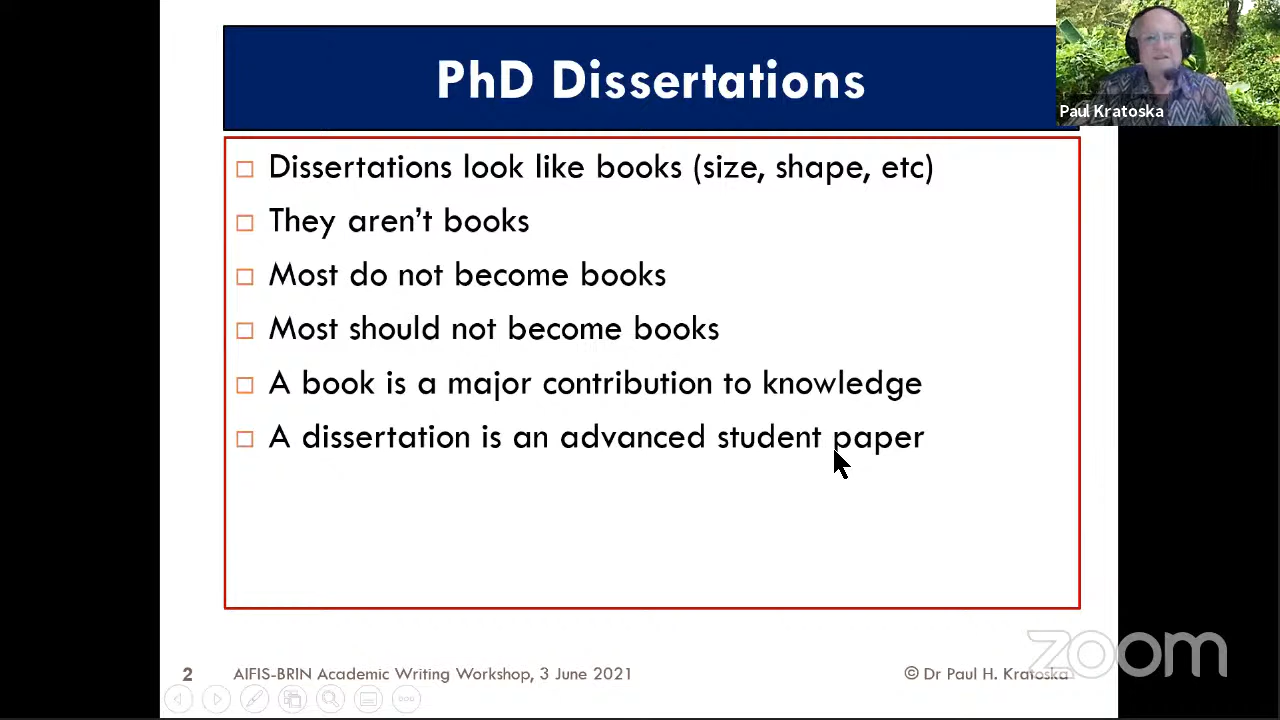 PhD Dissertations
Paul Kratoska
Dissertations look like books (size, shape, etc)
They aren't books
Most do not become books
Most should not become books
A book is a major contribution to knowledge
A dissertation is an advanced student paper
zoom
2 AIFIS-BRIN Academic Writing Workshop, 3 June 2021 © Dr Paul H. Kratoska